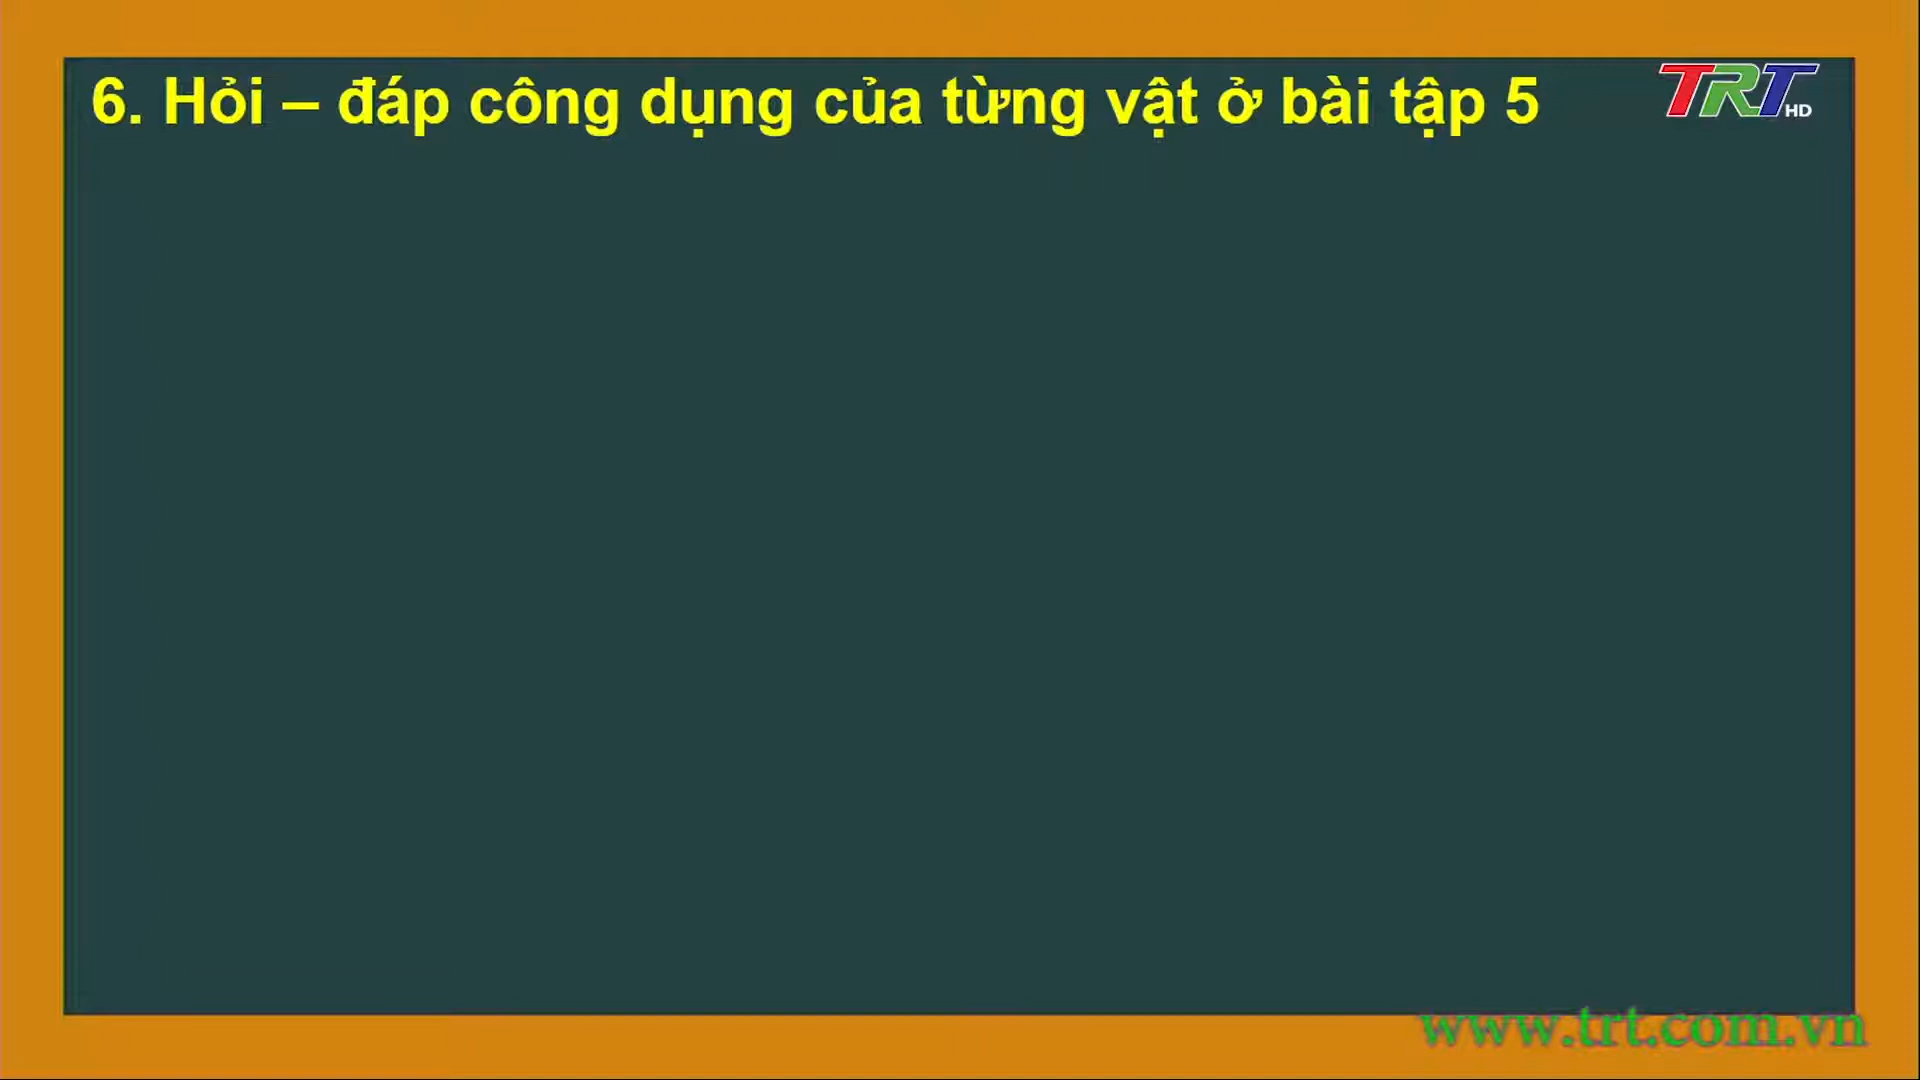 6. Hỏi – đáp công dụng của từng vật ở bài tập 5
TRT HD
www.trt.com.vn